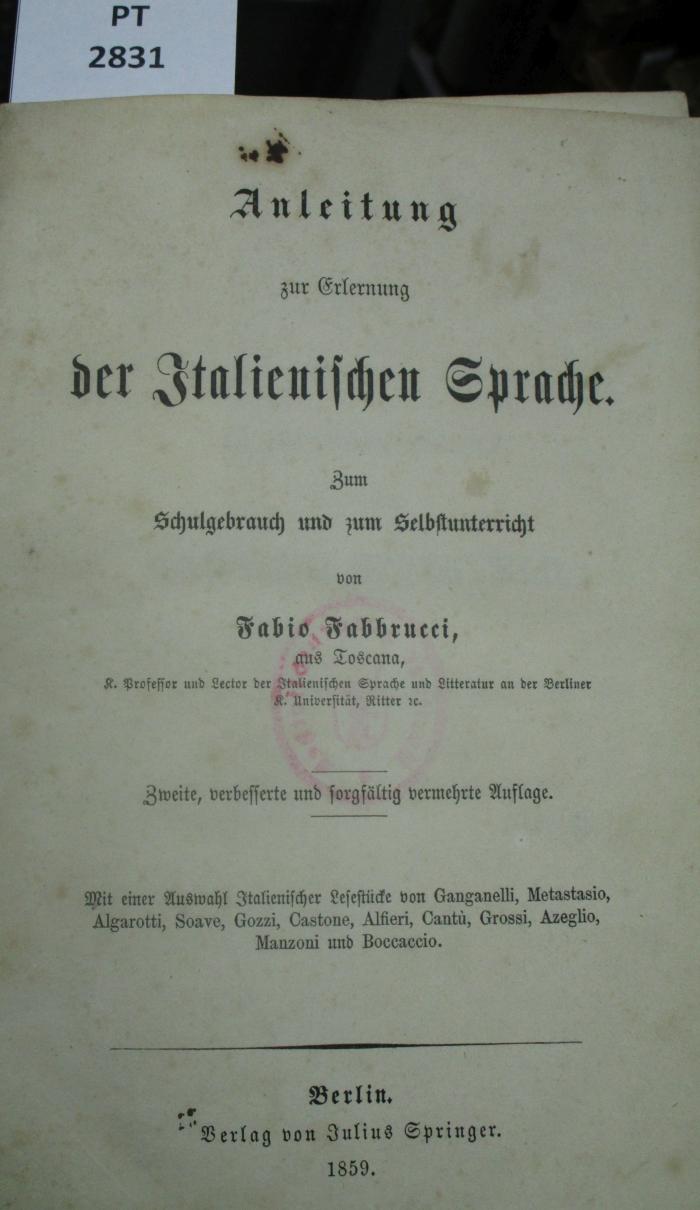 PT
2831
Anleitung
zur Erlernung
der Italieniſchen Sprache.
Zum
Schulgebrauch und zum Selbſtunterricht
von
Fabio Fabbrucci,
aus Toscana,
K. Profeſſor und Lector der Italieniſchen Sprache und Litteratur an der Berliner
K. Univerſität, Ritter ꝛc.
Zweite, verbeſſerte und ſorgfältig vermehrte Auflage.
Mit einer Auswahl Italieniſcher Leſeſtücke von Ganganelli, Metastasio,
Algarotti, Soave, Gozzi, Castone, Alfieri, Cantù, Grossi, Azeglio,
Manzoni und Boccaccio.
Berlin.
Verlag von Julius Springer.
1859.